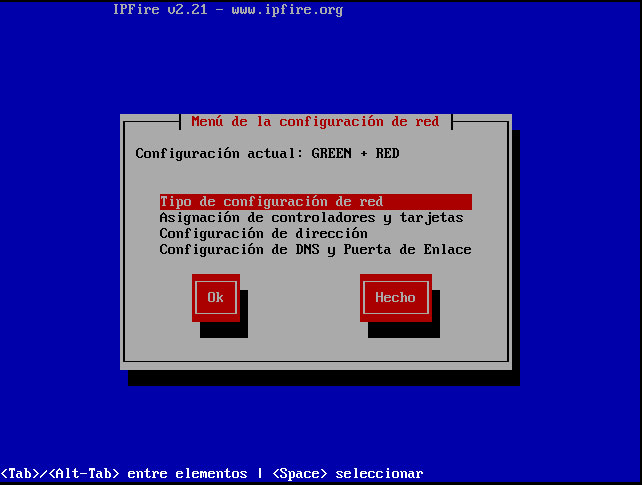 IPFire v2.21 - www.ipfire.org
Menú de la configuración de red
Configuración actual: GREEN + RED
Tipo de configuración de red
Asignación de controladores y tarjetas
Configuración de dirección
Configuración de DNS y Puerta de Enlace
Ok Hecho
<Tab>/<Alt-Tab> entre elementos | <Space> seleccionar